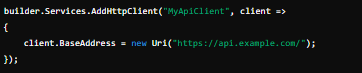 builder.Services.AddHttpClient("MyApiClient", client =>
{
    client.BaseAddress = new Uri("https://api.example.com/");
});